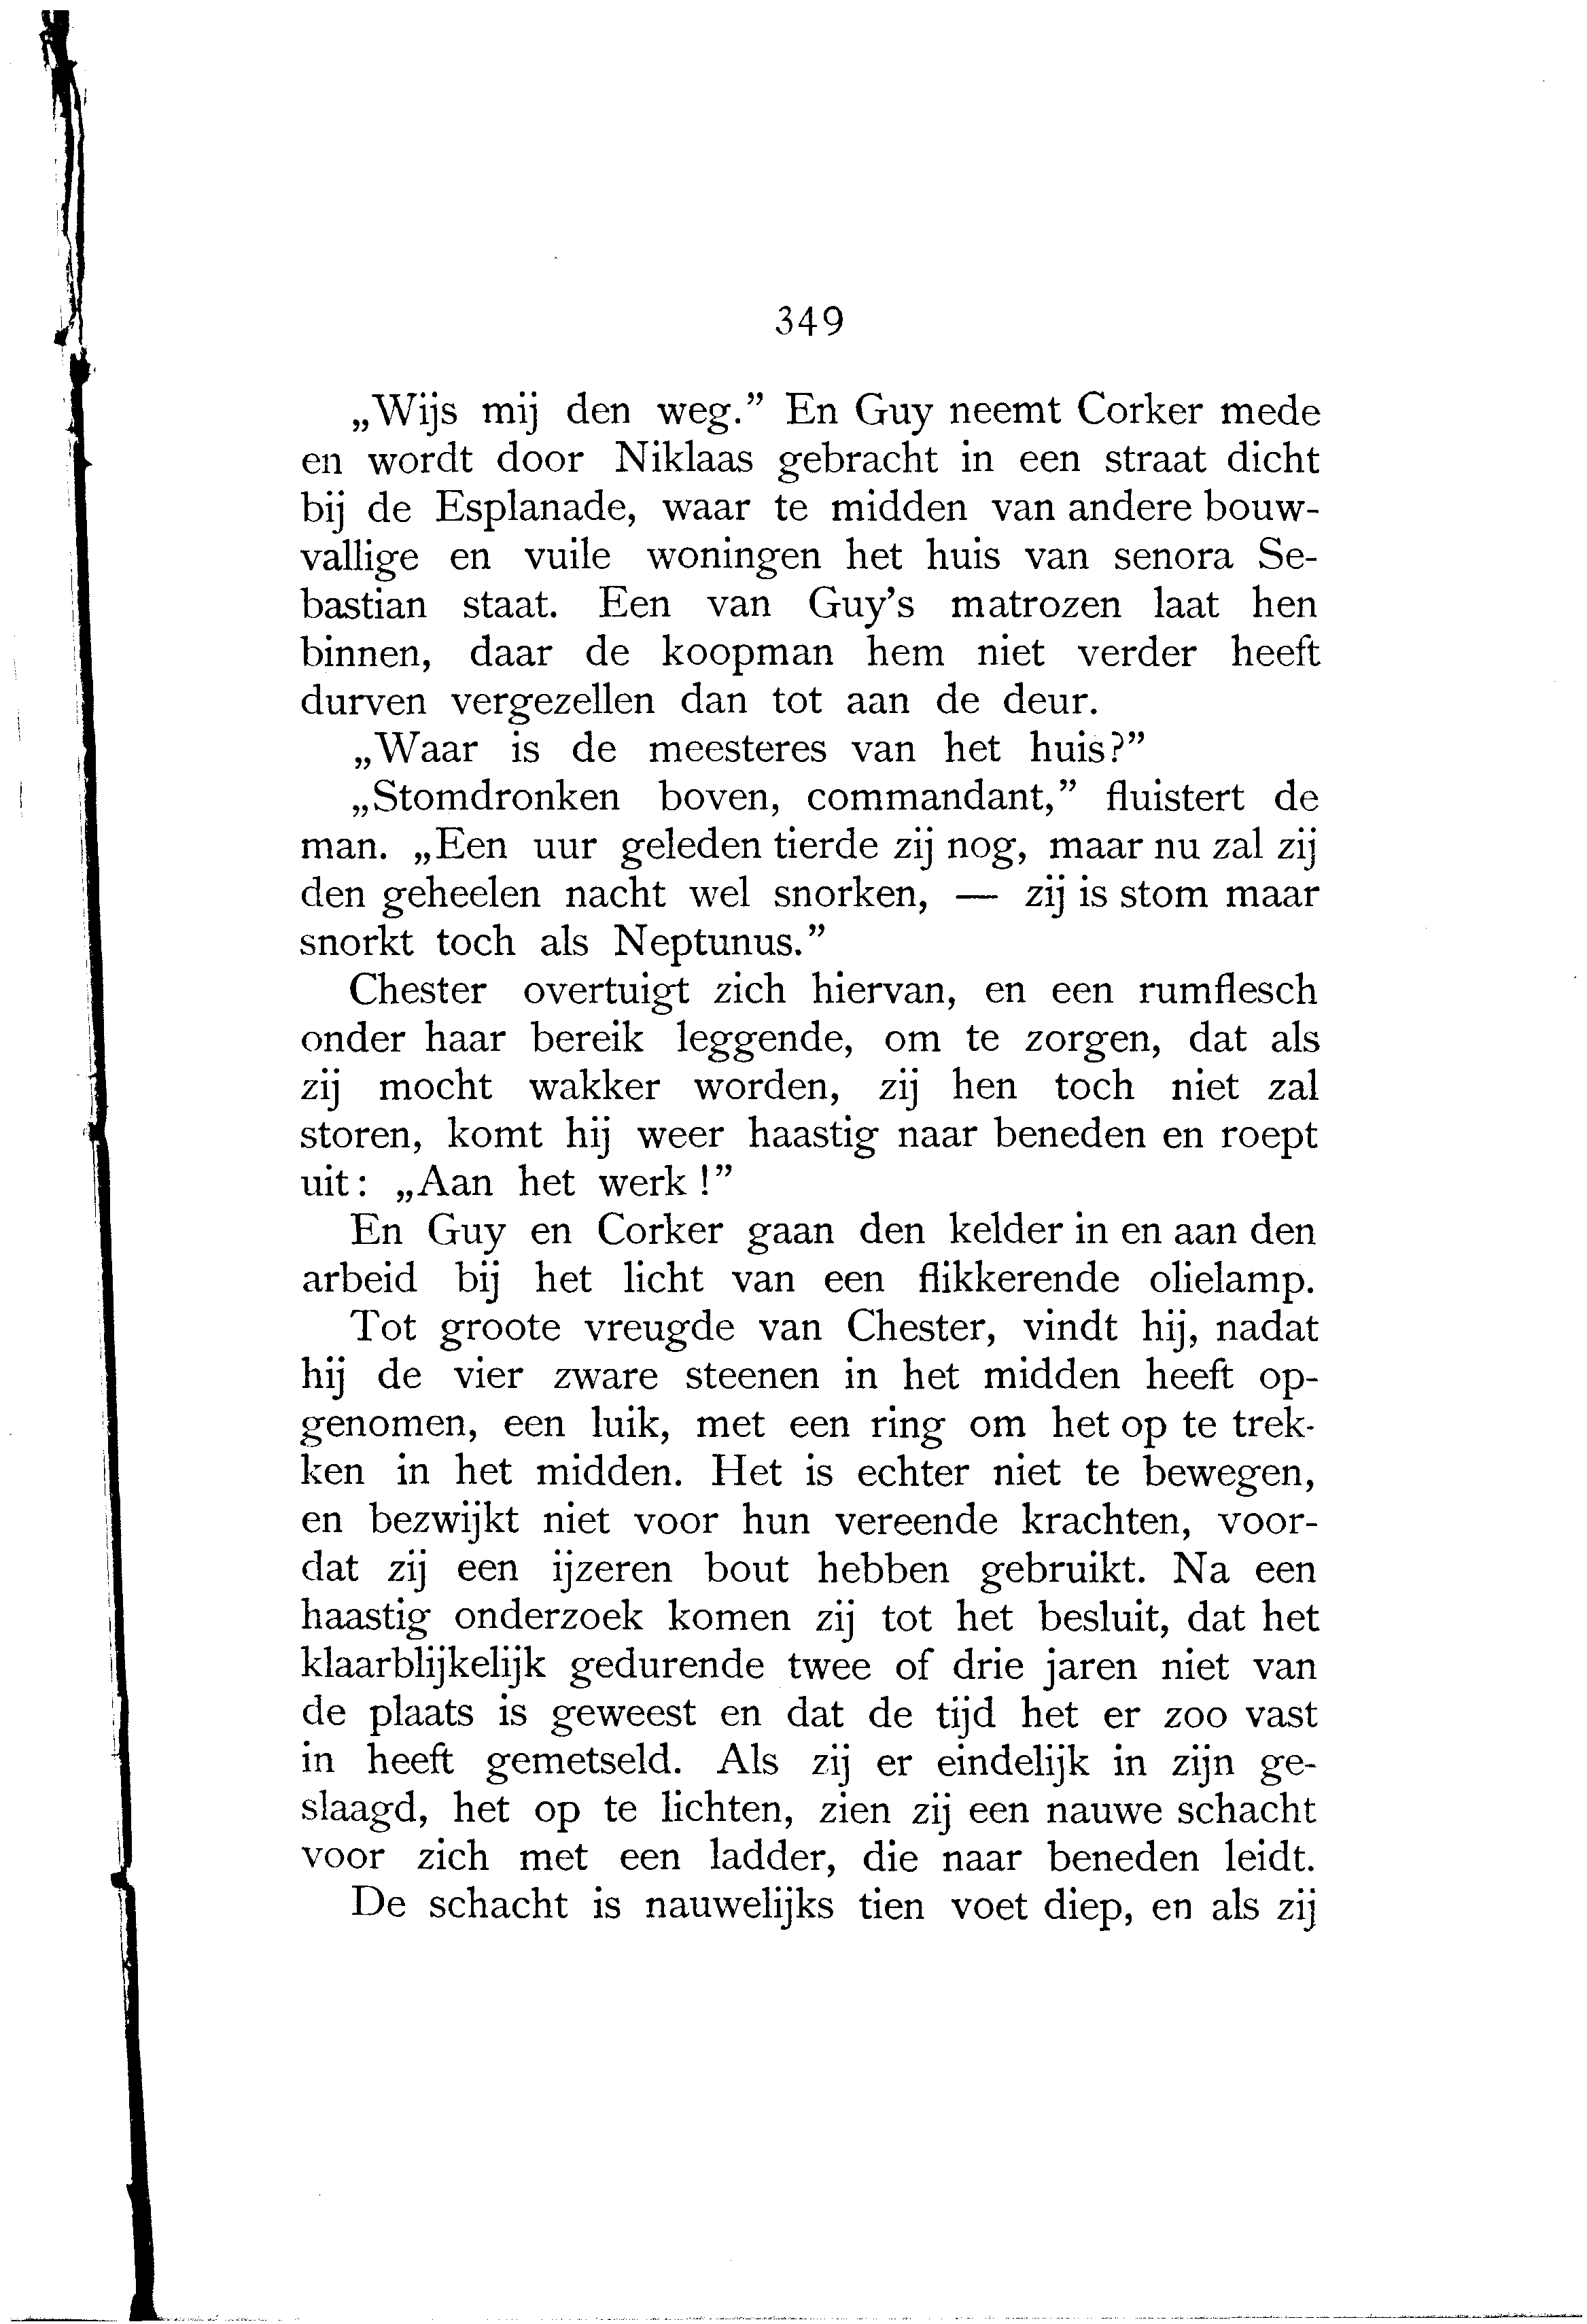 349
„Wijs mij den weg.” En Guy neemt Corker mede
en wordt door Niklaas gebracht in een straat dicht
bij de Esplanade, waar te midden van andere bouw-
vallige en vuile woningen het huis van senora Se-
bastian staat. Een van Guy’s matrozen laat hen
binnen, daar de koopman hem niet verder heeft
durven vergezellen dan tot aan de deur.
„Waar is de meesteres van het huis?”
„Stomdronken boven, commandant,” fluistert de
man. „Een uur geleden tierde zij nog, maar nu zal zij
den geheelen nacht wel snorken, — zij is stom maar
snorkt toch als Neptunus.”
Chester overtuigt zich hiervan, en een rumflesch
onder haar bereik leggende, om te zorgen, dat als
zij mocht wakker worden, zij hen toch niet zal
storen, komt hij weer haastig naar beneden en roept
uit: „Aan het werk!”
En Guy en Corker gaan den kelder in en aan den
arbeid bij het licht van een flikkerende olielamp.
Tot groote vreugde van Chester, vindt hij, nadat
hij de vier zware steenen in het midden heeft op-
genomen, een luik, met een ring om het op te trek-
ken in het midden. Het is echter niet te bewegen,
en bezwijkt niet voor hun vereende krachten, voor-
dat zij een ijzeren bout hebben gebruikt. Na een
haastig onderzoek komen zij tot het besluit, dat het
klaarblijkelijk gedurende twee of drie jaren niet van
de plaats is geweest en dat de tijd het er zoo vast
in heeft gemetseld. Als zij er eindelijk in zijn ge-
slaagd, het op te lichten, zien zij een nauwe schacht
voor zich met een ladder, die naar beneden leidt.
De schacht is nauwelijks tien voet diep, en als zij